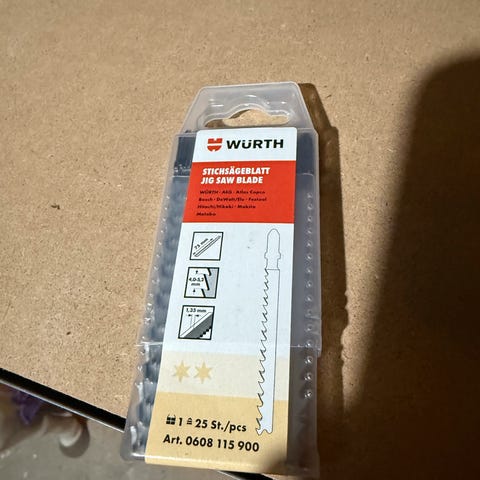 WÜRTH
STICHSÄGEBLATT
JIG SAW BLADE
WÜRTH · AEG · Atlas Copco
Bosch · DeWalt/Elu · Festool
Hitachi/Hikoki · Makita
Metabo
75 mm
4,0-5,2
mm
1,35 mm
1 ≙ 25 St./pcs
Art. 0608 115 900